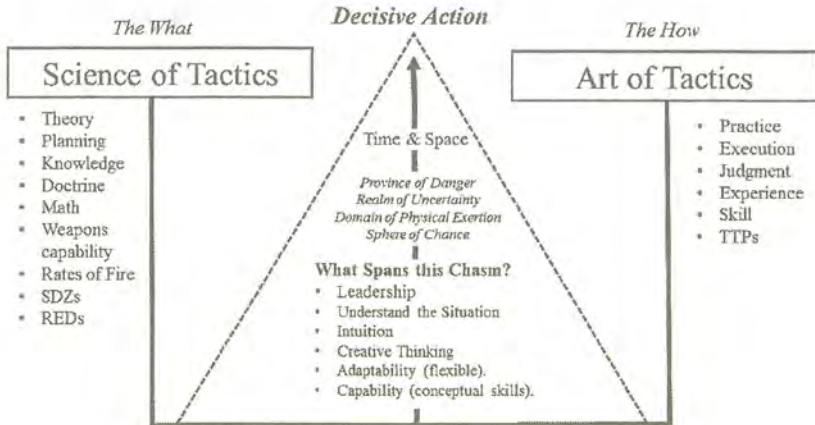 The What
Science of Tactics
• Theory
• Planning
• Knowledge
• Doctrine
• Math
• Weapons
capability
• Rates of Fire
• SDZs
• REDs
Decisive Action
Time & Space
Province of Danger
Realm of Uncertainty
Domain of Physical Exertion
Sphere of Chance
What Spans this Chasm?
• Leadership
• Understand the Situation
• Intuition
• Creative Thinking
• Adaptability (flexible).
• Capability (conceptual skills).
The How
Art of Tactics
• Practice
• Execution
• Judgment
• Experience
• Skill
• TTPs